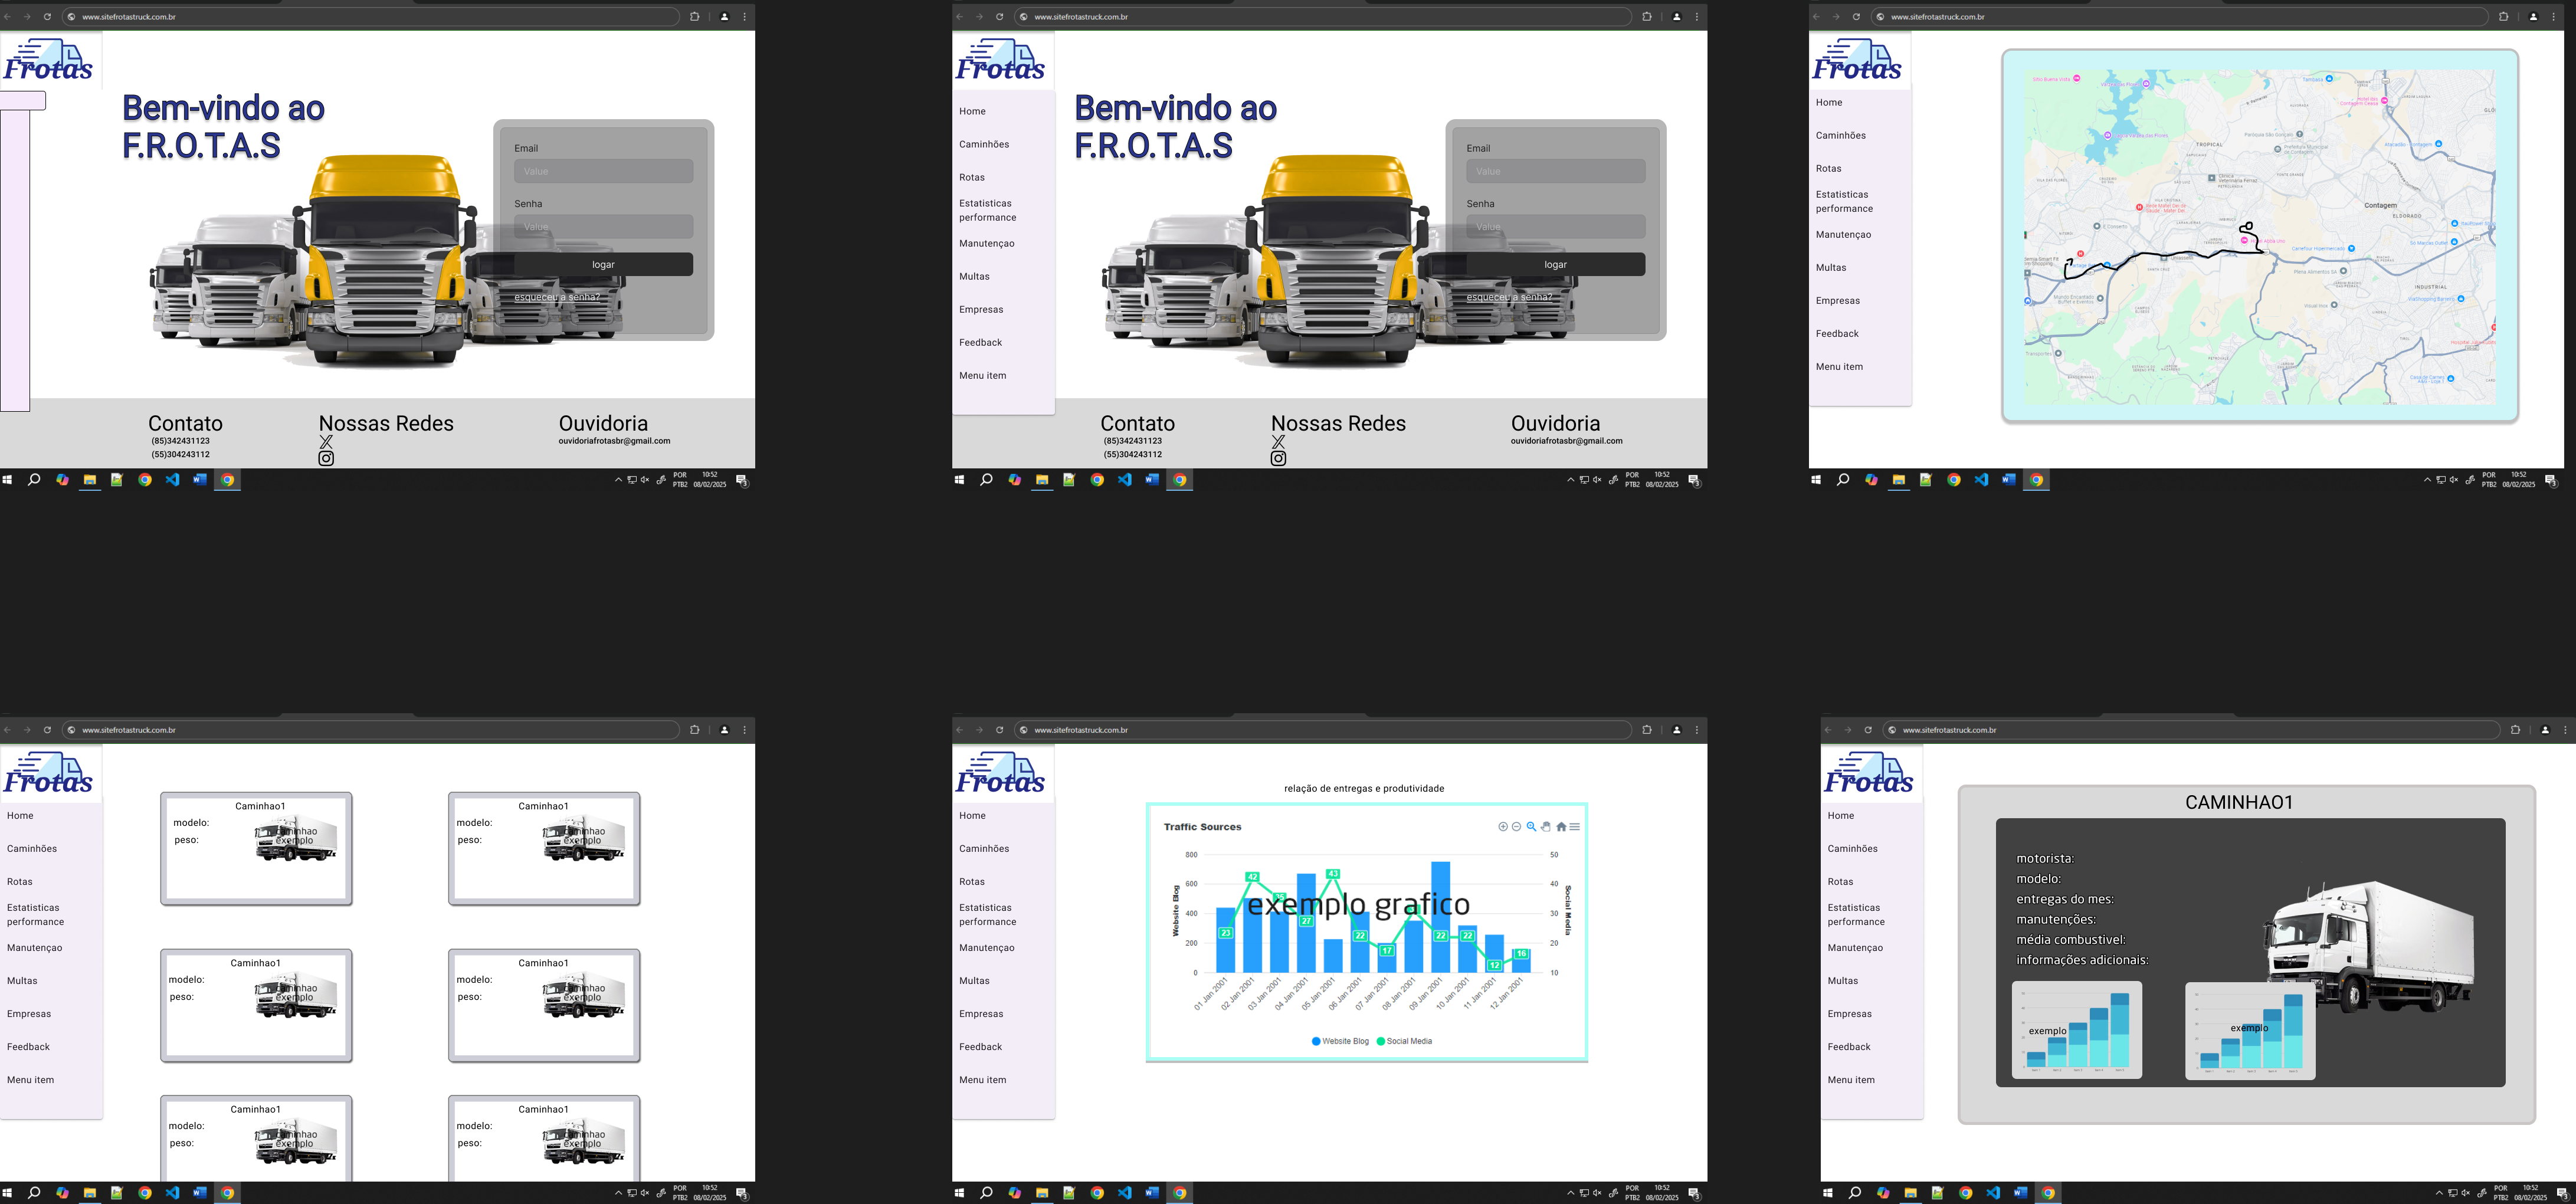 www.sitefrotastruck.com.br
Frotas
Bem-vindo ao
F.R.O.T.A.S
Email
Value
Senha
Value
logar
esqueceu a senha?
Contato
(85)342431123
(55)304243112
Nossas Redes
Ouvidoria
ouvidoriafrotasbr@gmail.com
POR
PTB2
10:52
08/02/2025
www.sitefrotastruck.com.br
Frotas
Home
Caminhões
Rotas
Estatisticas
performance
Manutençao
Multas
Empresas
Feedback
Menu item
Bem-vindo ao
F.R.O.T.A.S
Email
Value
Senha
Value
logar
esqueceu a senha?
Contato
(85)342431123
(55)304243112
Nossas Redes
Ouvidoria
ouvidoriafrotasbr@gmail.com
POR
PTB2
10:52
08/02/2025
www.sitefrotastruck.com.br
Frotas
Home
Caminhões
Rotas
Estatisticas
performance
Manutençao
Multas
Empresas
Feedback
Menu item
TROPICAL
Contagem
ELDORADO
INDUSTRIAL
Carrefour Hipermercado
POR
PTB2
10:52
08/02/2025
www.sitefrotastruck.com.br
Frotas
Home
Caminhões
Rotas
Estatisticas
performance
Manutençao
Multas
Empresas
Feedback
Menu item
Caminhao1
modelo:
peso:
caminhao
exemplo
Caminhao1
modelo:
peso:
caminhao
exemplo
Caminhao1
modelo:
peso:
caminhao
exemplo
Caminhao1
modelo:
peso:
caminhao
exemplo
Caminhao1
modelo:
peso:
caminhao
exemplo
Caminhao1
modelo:
peso:
caminhao
exemplo
POR
PTB2
10:52
08/02/2025
www.sitefrotastruck.com.br
Frotas
Home
Caminhões
Rotas
Estatisticas
performance
Manutençao
Multas
Empresas
Feedback
Menu item
relação de entregas e produtividade
Traffic Sources
800
600
400
200
0
Website Blog
50
40
30
20
10
Social Media
23
42
27
43
22
17
22
22
12
16
exemplo grafico
01 Jan 2001
02 Jan 2001
03 Jan 2001
04 Jan 2001
05 Jan 2001
06 Jan 2001
07 Jan 2001
08 Jan 2001
09 Jan 2001
10 Jan 2001
11 Jan 2001
12 Jan 2001
Website Blog
Social Media
POR
PTB2
10:52
08/02/2025
www.sitefrotastruck.com.br
Frotas
Home
Caminhões
Rotas
Estatisticas
performance
Manutençao
Multas
Empresas
Feedback
Menu item
CAMINHAO1
motorista:
modelo:
entregas do mes:
manutenções:
média combustivel:
informações adicionais:
exemplo
exemplo
POR
PTB2
10:52
08/02/2025